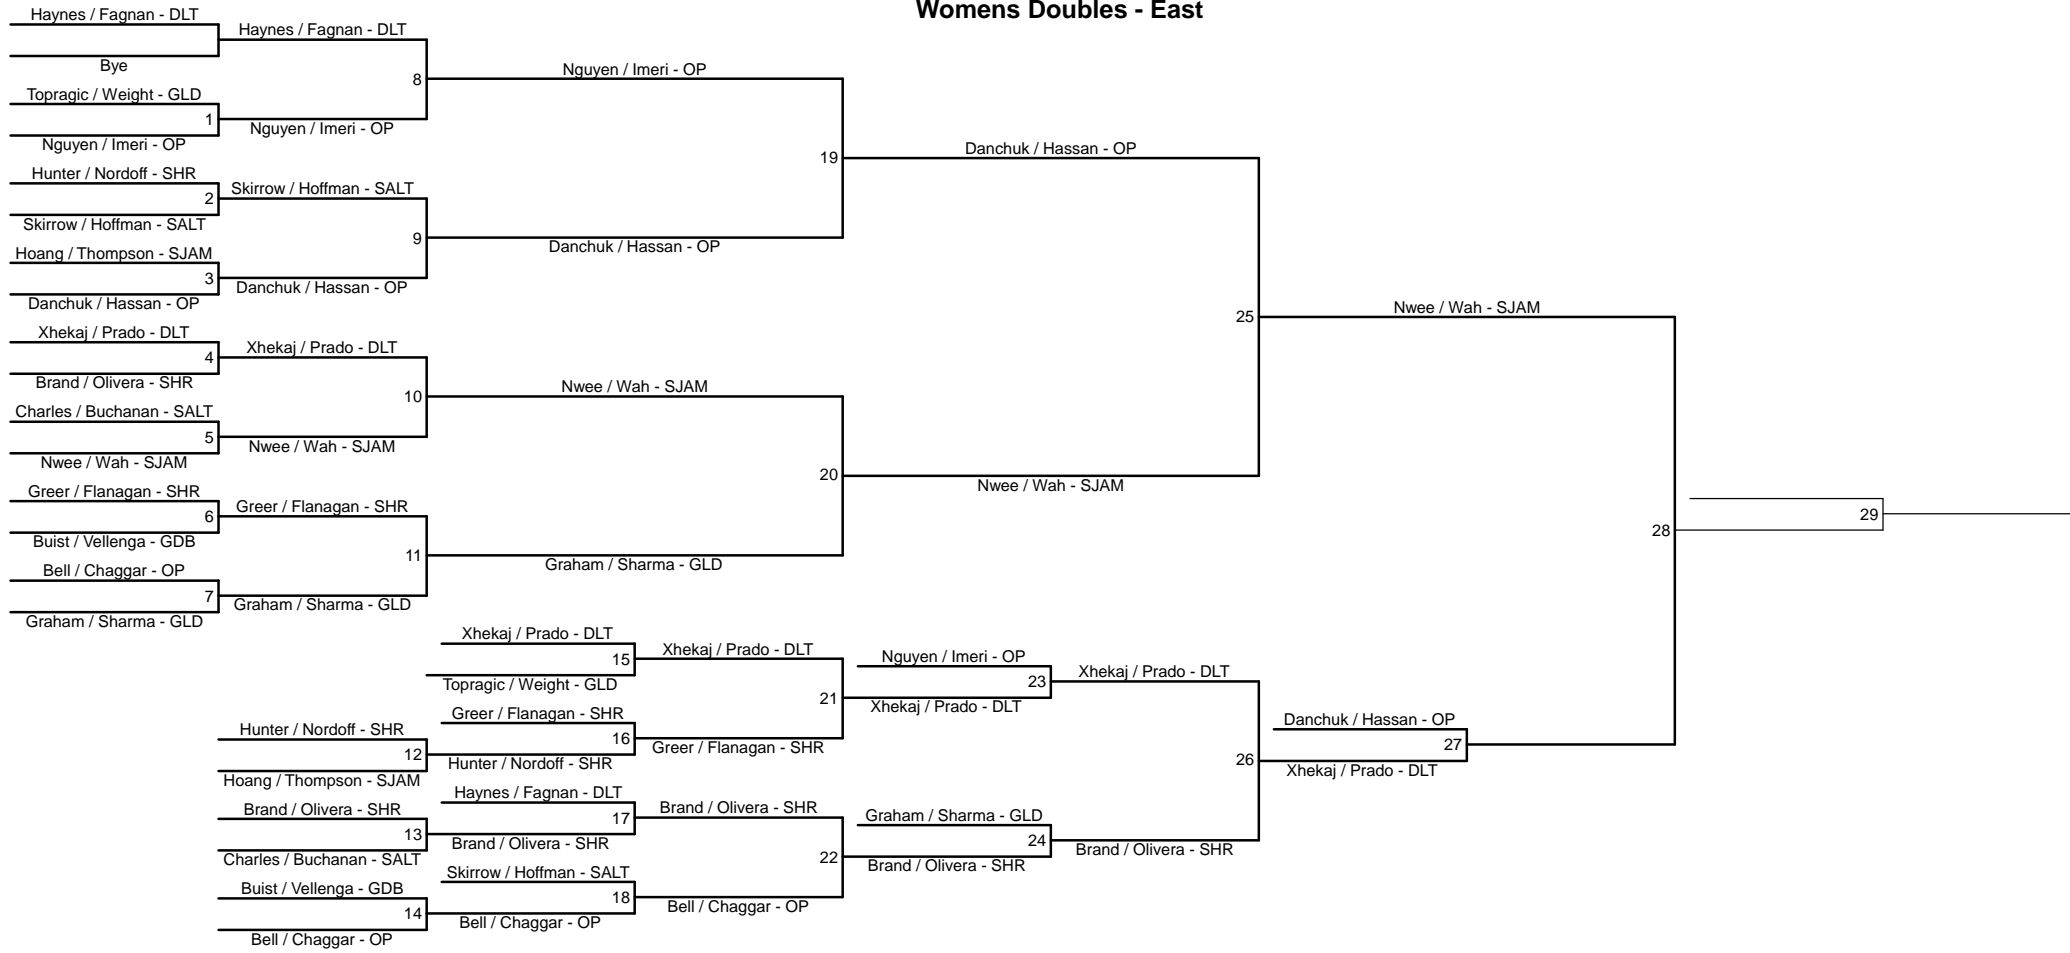 Womens Doubles - East
Haynes / Fagnan - DLT
Bye
Topragic / Weight - GLD
1
Nguyen / Imeri - OP
Hunter / Nordoff - SHR
2
Skirrow / Hoffman - SALT
Hoang / Thompson - SJAM
3
Danchuk / Hassan - OP
Xhekaj / Prado - DLT
4
Brand / Olivera - SHR
Charles / Buchanan - SALT
5
Nwee / Wah - SJAM
Greer / Flanagan - SHR
6
Buist / Vellenga - GDB
Bell / Chaggar - OP
7
Graham / Sharma - GLD
Haynes / Fagnan - DLT
8
Nguyen / Imeri - OP
Skirrow / Hoffman - SALT
9
Danchuk / Hassan - OP
Xhekaj / Prado - DLT
10
Nwee / Wah - SJAM
Greer / Flanagan - SHR
11
Graham / Sharma - GLD
Nguyen / Imeri - OP
19
Danchuk / Hassan - OP
Nwee / Wah - SJAM
20
Graham / Sharma - GLD
Danchuk / Hassan - OP
25
Nwee / Wah - SJAM
Nwee / Wah - SJAM
28
29
Hunter / Nordoff - SHR
12
Hoang / Thompson - SJAM
Brand / Olivera - SHR
13
Charles / Buchanan - SALT
Buist / Vellenga - GDB
14
Bell / Chaggar - OP
Xhekaj / Prado - DLT
15
Topragic / Weight - GLD
Greer / Flanagan - SHR
16
Hunter / Nordoff - SHR
Haynes / Fagnan - DLT
17
Brand / Olivera - SHR
Skirrow / Hoffman - SALT
18
Bell / Chaggar - OP
Xhekaj / Prado - DLT
21
Greer / Flanagan - SHR
Brand / Olivera - SHR
22
Bell / Chaggar - OP
Nguyen / Imeri - OP
23
Xhekaj / Prado - DLT
Graham / Sharma - GLD
24
Brand / Olivera - SHR
Xhekaj / Prado - DLT
26
Brand / Olivera - SHR
Danchuk / Hassan - OP
27
Xhekaj / Prado - DLT